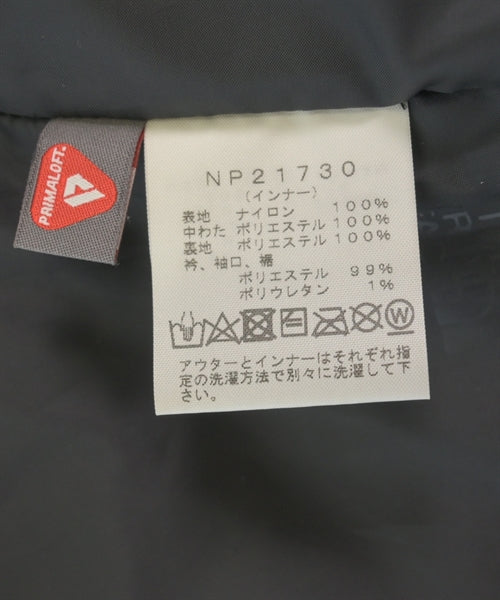 PRIMALOFT®
NP21730
(インナー)
表地 ナイロン 100%
中わた ポリエステル 100%
裏地 ポリエステル 100%
衿、袖口、裾
ポリエステル 99%
ポリウレタン 1%
W
アウターとインナーはそれぞれ指
定の洗濯方法で別々に洗濯して下
さい。